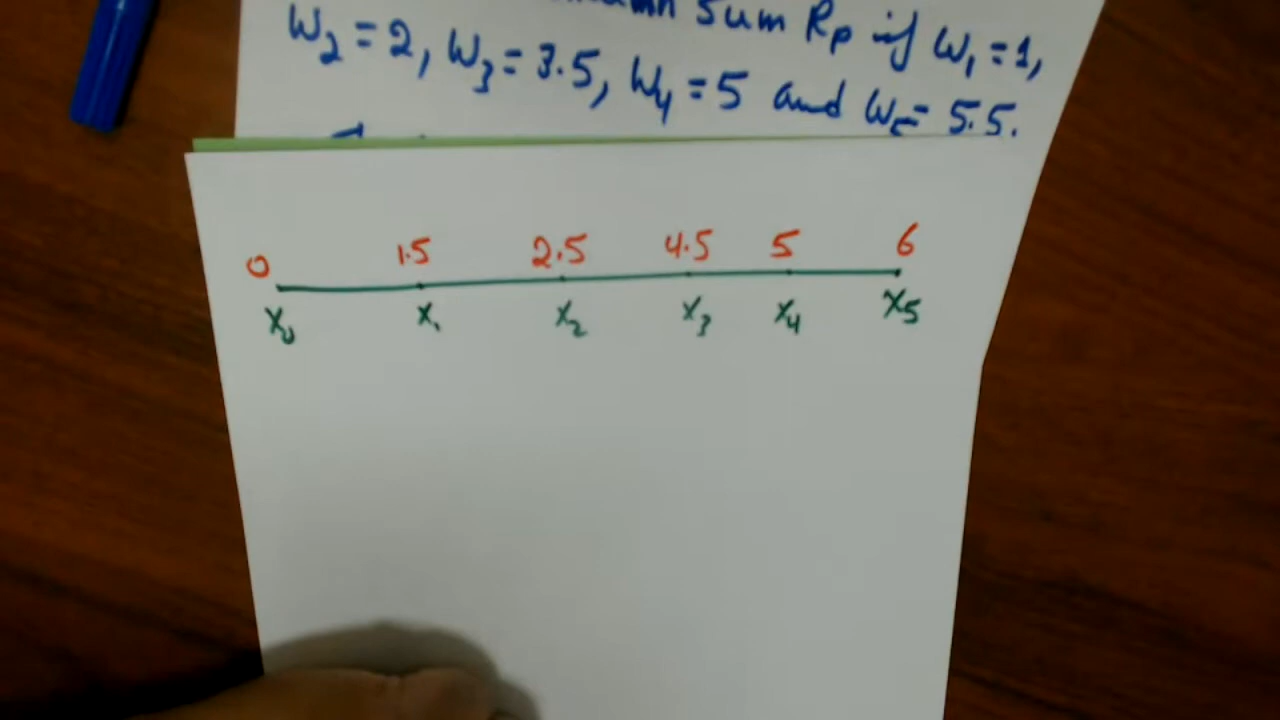 Sum Rp if W1 = 1,
W2 = 2, W3 = 3.5, W4 = 5 and W5 = 5.5.
0 1.5 2.5 4.5 5 6
x0 x1 x2 x3 x4 x5